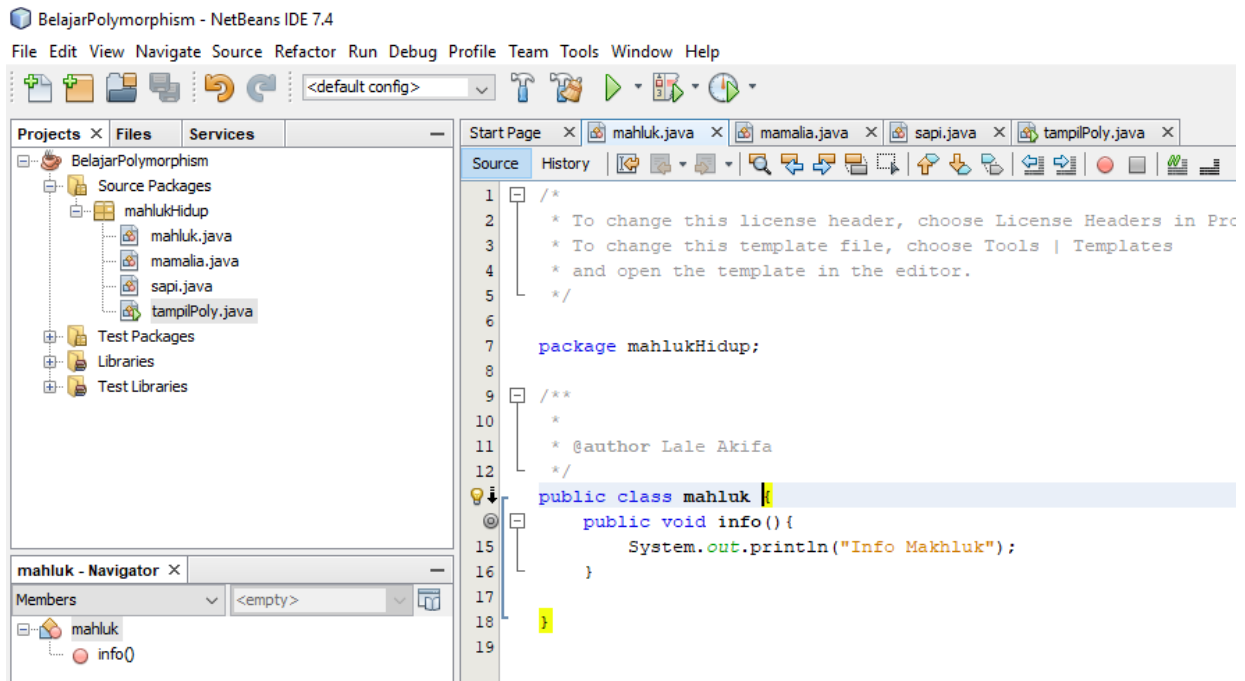 BelajarPolymorphism - NetBeans IDE 7.4
File Edit View Navigate Source Refactor Run Debug Profile Team Tools Window Help
<default config>
Projects Files Services
BelajarPolymorphism
Source Packages
mahlukHidup
mahluk.java
mamalia.java
sapi.java
tampilPoly.java
Test Packages
Libraries
Test Libraries
mahluk - Navigator
Members <empty>
mahluk
info()
Start Page mahluk.java mamalia.java sapi.java tampilPoly.java
Source History
1 /*
2 * To change this license header, choose License Headers in Pro
3 * To change this template file, choose Tools | Templates
4 * and open the template in the editor.
5 */
6
7 package mahlukHidup;
8
9 /**
10 *
11 * @author Lale Akifa
12 */
public class mahluk {
public void info(){
15 System.out.println("Info Makhluk");
16 }
17
18 }
19